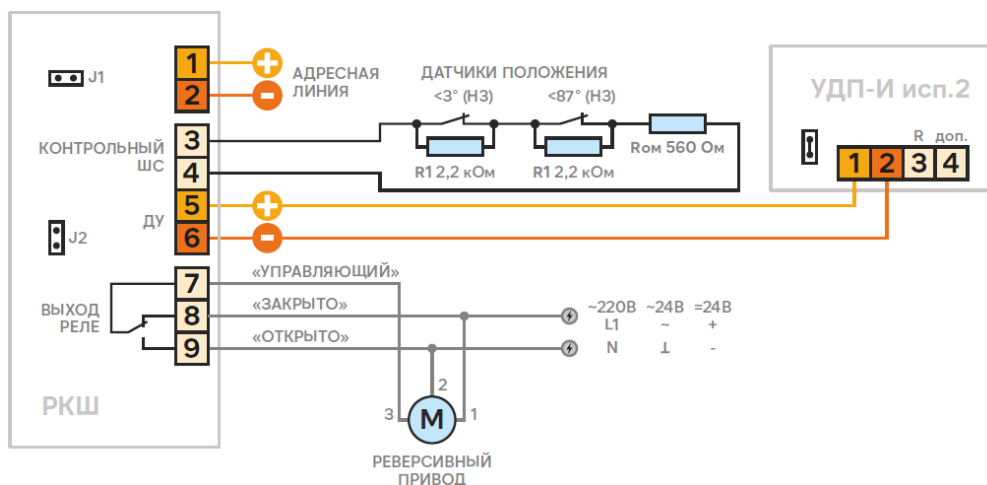 J1
1
2
АДРЕСНАЯ
ЛИНИЯ
ДАТЧИКИ ПОЛОЖЕНИЯ
<3° (НЗ)
<87° (НЗ)
R1 2,2 кОм
R1 2,2 кОм
Rом 560 Ом
УДП-И исп.2
R доп.
1 2 3 4
КОНТРОЛЬНЫЙ
ШС
3
4
ДУ
5
6
J2
ВЫХОД
РЕЛЕ
7
8
9
«УПРАВЛЯЮЩИЙ»
«ЗАКРЫТО»
«ОТКРЫТО»
~220В ~24В =24В
L1 ~ +
N ⊥ -
РКШ
2
3 М 1
РЕВЕРСИВНЫЙ
ПРИВОД